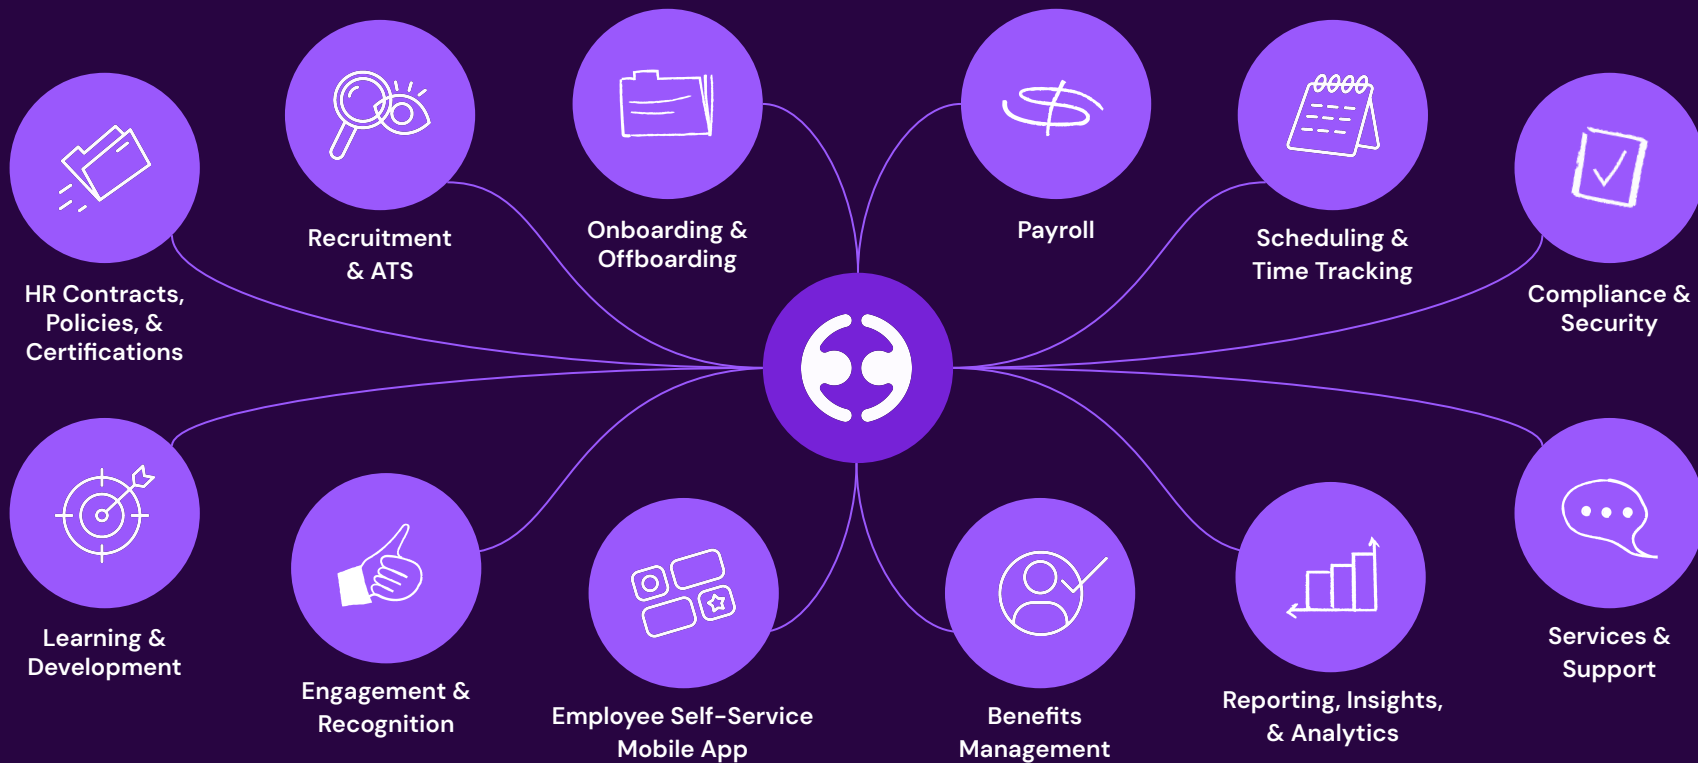 HR Contracts,
Policies, &
Certifications
Recruitment
& ATS
Onboarding &
Offboarding
Payroll
Scheduling &
Time Tracking
Compliance &
Security
Learning &
Development
Engagement &
Recognition
Employee Self-Service
Mobile App
Benefits
Management
Reporting, Insights,
& Analytics
Services &
Support